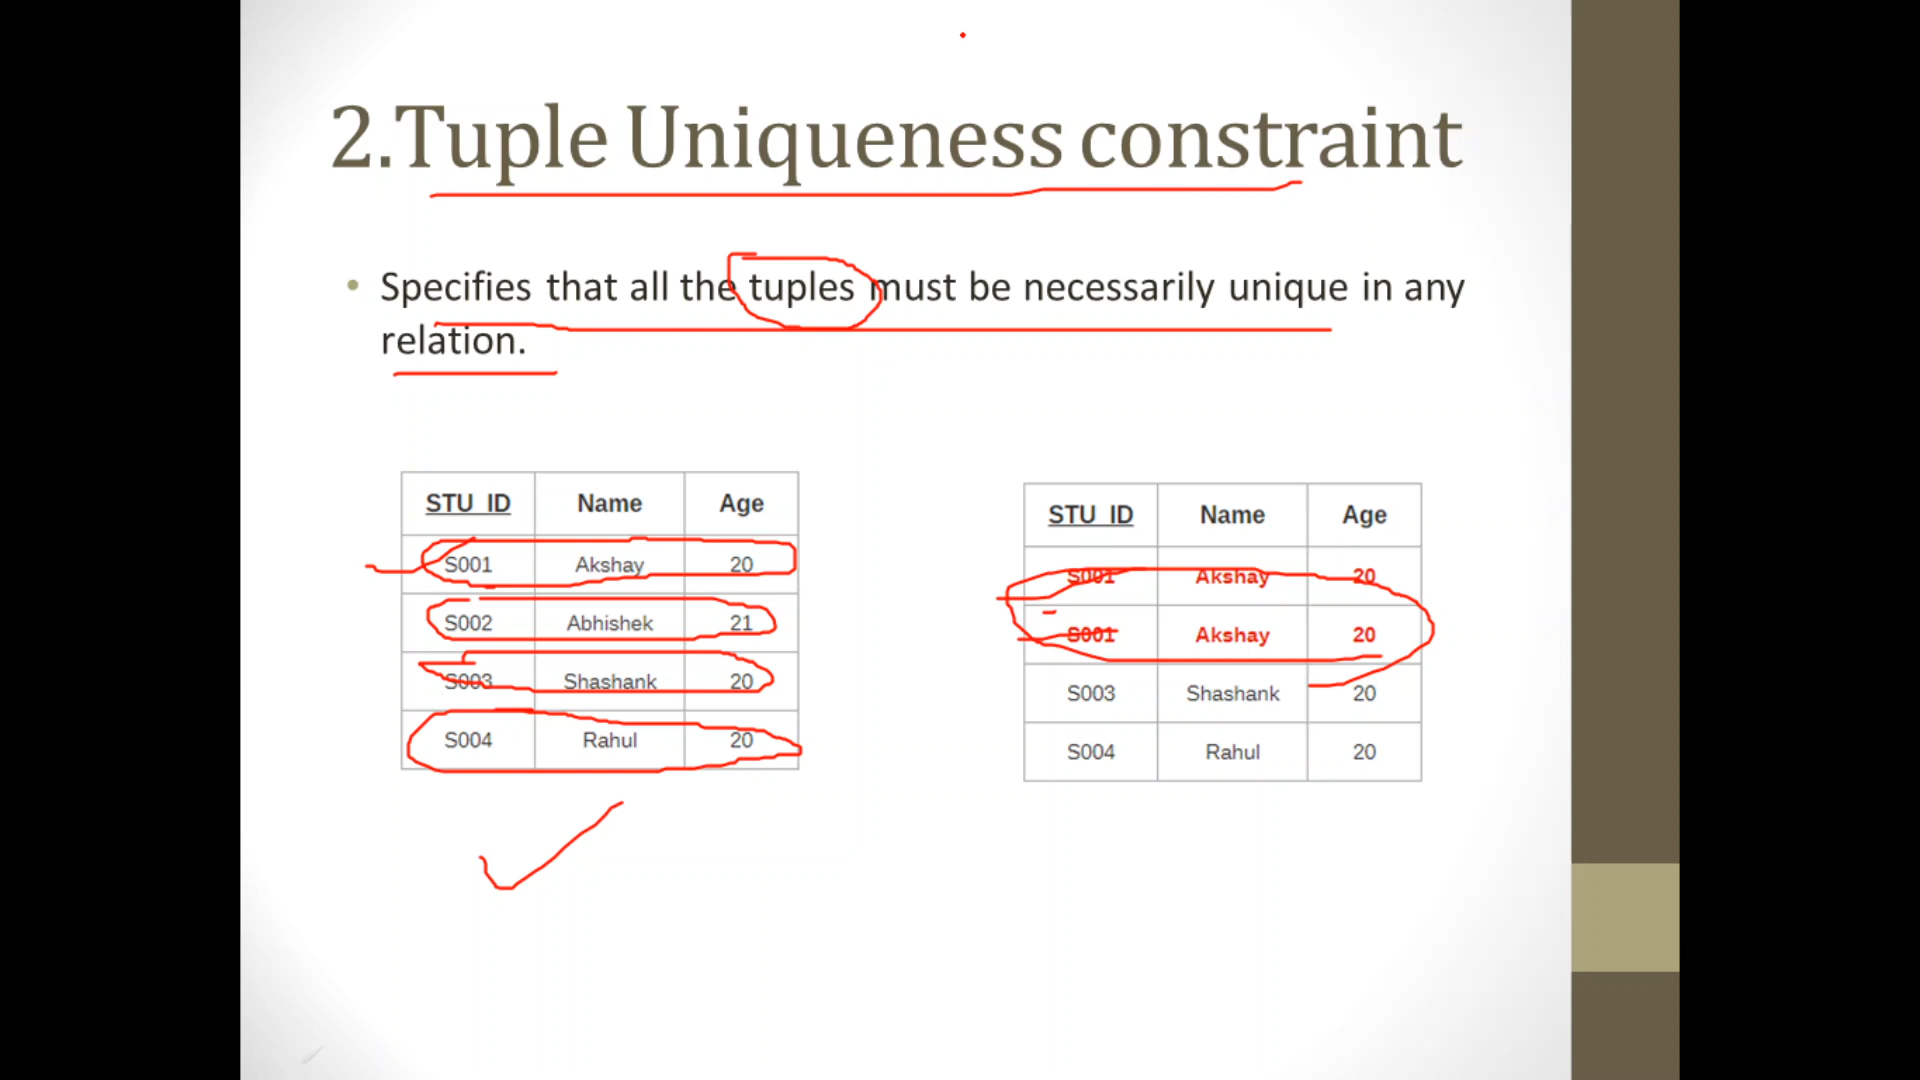 2.Tuple Uniqueness constraint
• Specifies that all the tuples must be necessarily unique in any
relation.
STU_ID Name Age
S001 Akshay 20
S002 Abhishek 21
S003 Shashank 20
S004 Rahul 20
STU_ID Name Age
S001 Akshay 20
S001 Akshay 20
S003 Shashank 20
S004 Rahul 20